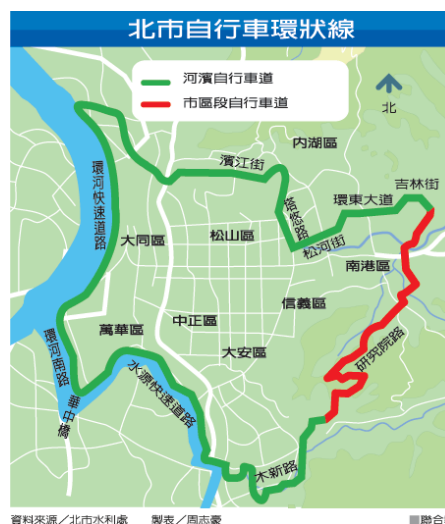 北市自行車環狀線
河濱自行車道
市區段自行車道
北
內湖區
濱江街
吉林街
塔悠路
環東大道
環河快速道路
大同區
松山區
松河街
南港區
信義區
中正區
萬華區
大安區
研究院路
環河南路
水源快速道路
華中橋
木新路
資料來源／北市水利處 製表／周志豪
■聯合